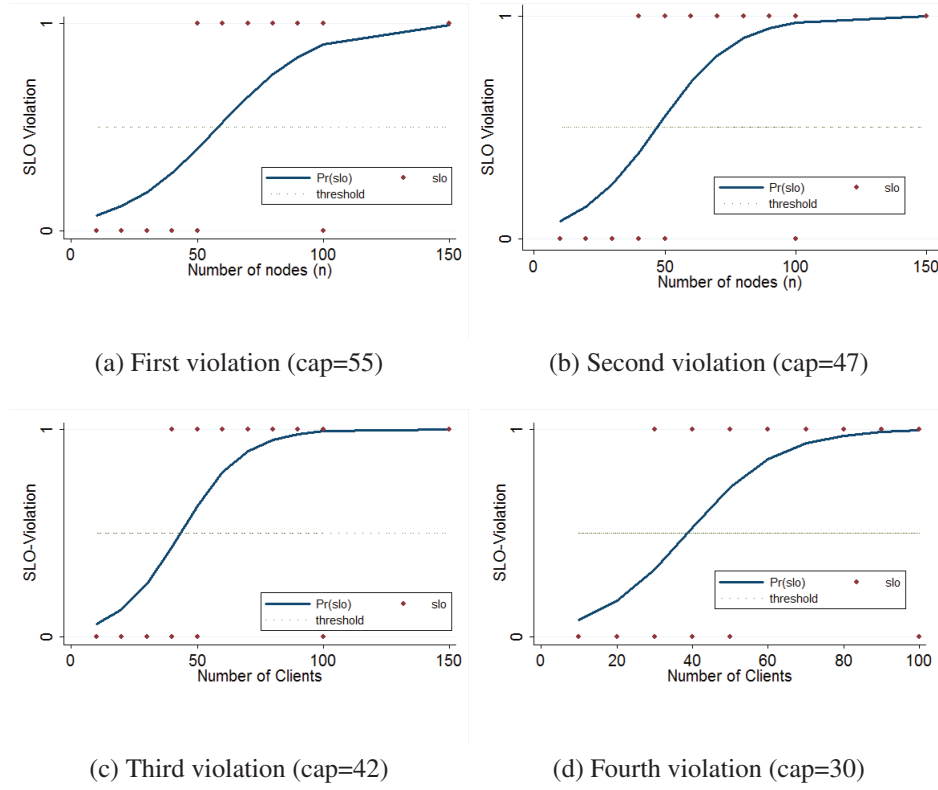 SLO Violation
1
0
Pr(slo) slo
threshold
0 50 100 150
Number of nodes (n)
(a) First violation (cap=55)
SLO Violation
1
0
Pr(slo) slo
threshold
0 50 100 150
Number of nodes (n)
(b) Second violation (cap=47)
SLO-Violation
1
0
Pr(slo) slo
threshold
0 50 100 150
Number of Clients
(c) Third violation (cap=42)
SLO-Violation
1
0
Pr(slo) slo
threshold
0 20 40 60 80 100
Number of Clients
(d) Fourth violation (cap=30)